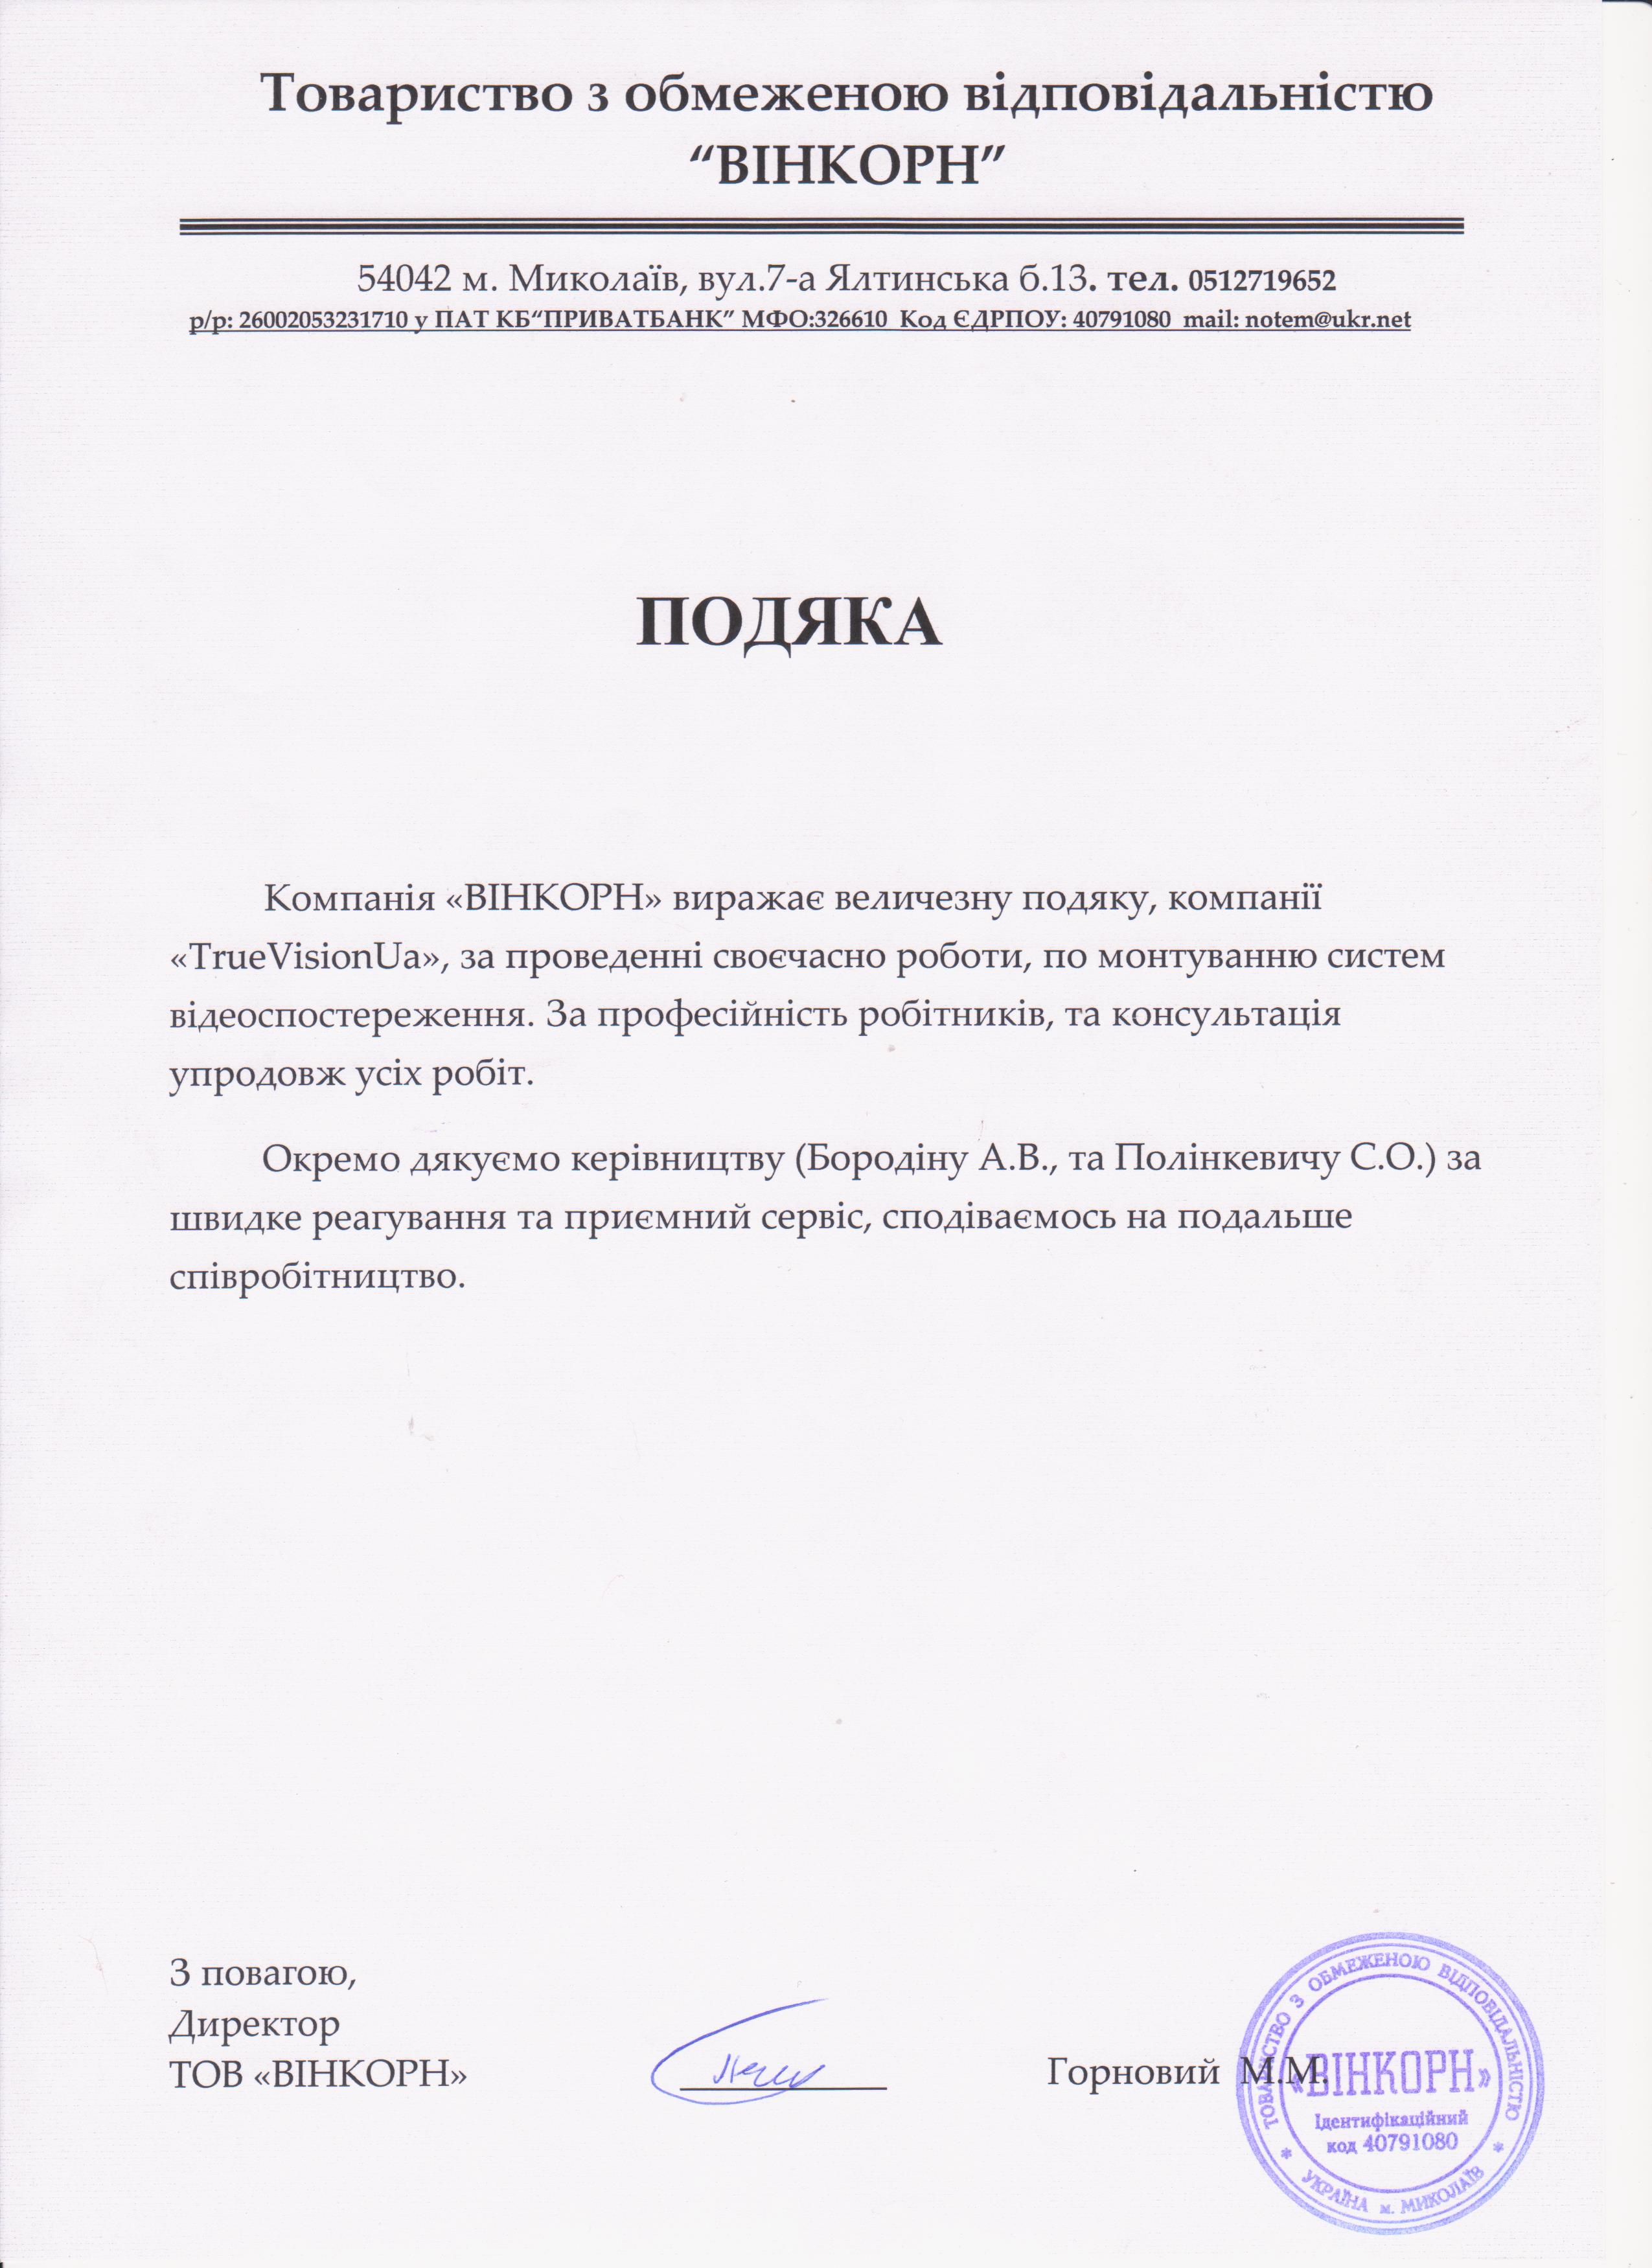 Товариство з обмеженою відповідальністю
“ВІНКОРН”
54042 м. Миколаїв, вул.7-а Ялтинська б.13. тел. 0512719652
р/р: 26002053231710 у ПАТ КБ“ПРИВАТБАНК” МФО:326610 Код ЄДРПОУ: 40791080 mail: notem@ukr.net
ПОДЯКА
Компанія «ВІНКОРН» виражає величезну подяку, компанії
«TrueVisionUa», за проведенні своєчасно роботи, по монтуванню систем
відеоспостереження. За професійність робітників, та консультація
упродовж усіх робіт.
Окремо дякуємо керівництву (Бородіну А.В., та Полінкевичу С.О.) за
швидке реагування та приємний сервіс, сподіваємось на подальше
співробітництво.
З повагою,
Директор
ТОВ «ВІНКОРН»
Горновий М.М.
ТОВАРИСТВО З ОБМЕЖЕНОЮ ВІДПОВІДАЛЬНІСТЮ
«ВІНКОРН»
Ідентифікаційний
код 40791080
* УКРАЇНА м. МИКОЛАЇВ *